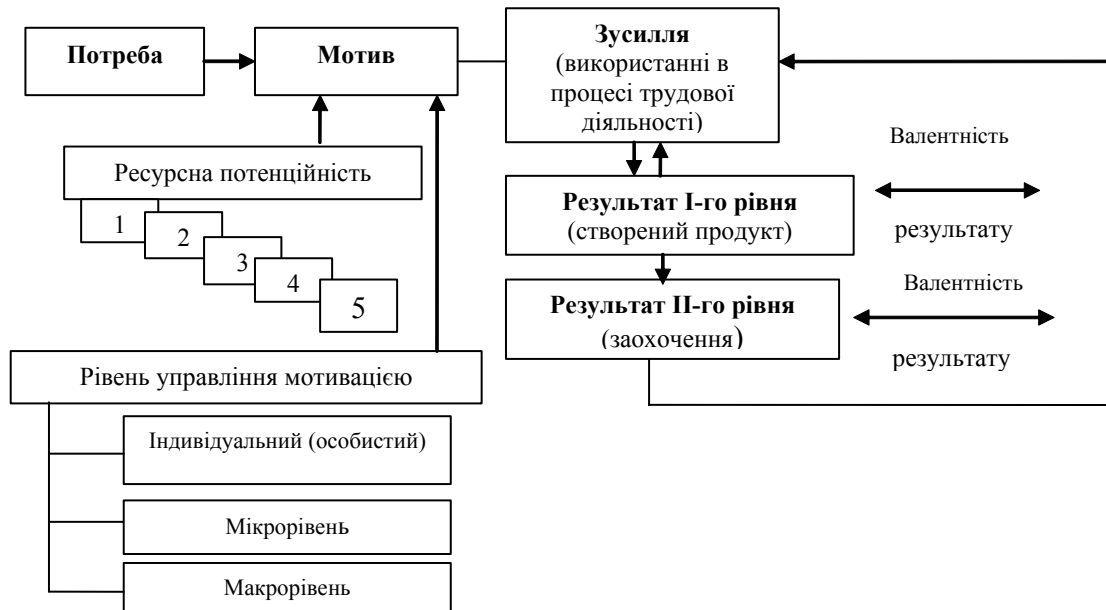 Потреба
Мотив
Зусилля
(використанні в
процесі трудової
діяльності)
Ресурсна потенційність
1
2
3
4
5
Результат І-го рівня
(створений продукт)
Валентність
результату
Результат ІІ-го рівня
(заохочення)
Валентність
результату
Рівень управління мотивацією
Індивідуальний (особистий)
Мікрорівень
Макрорівень